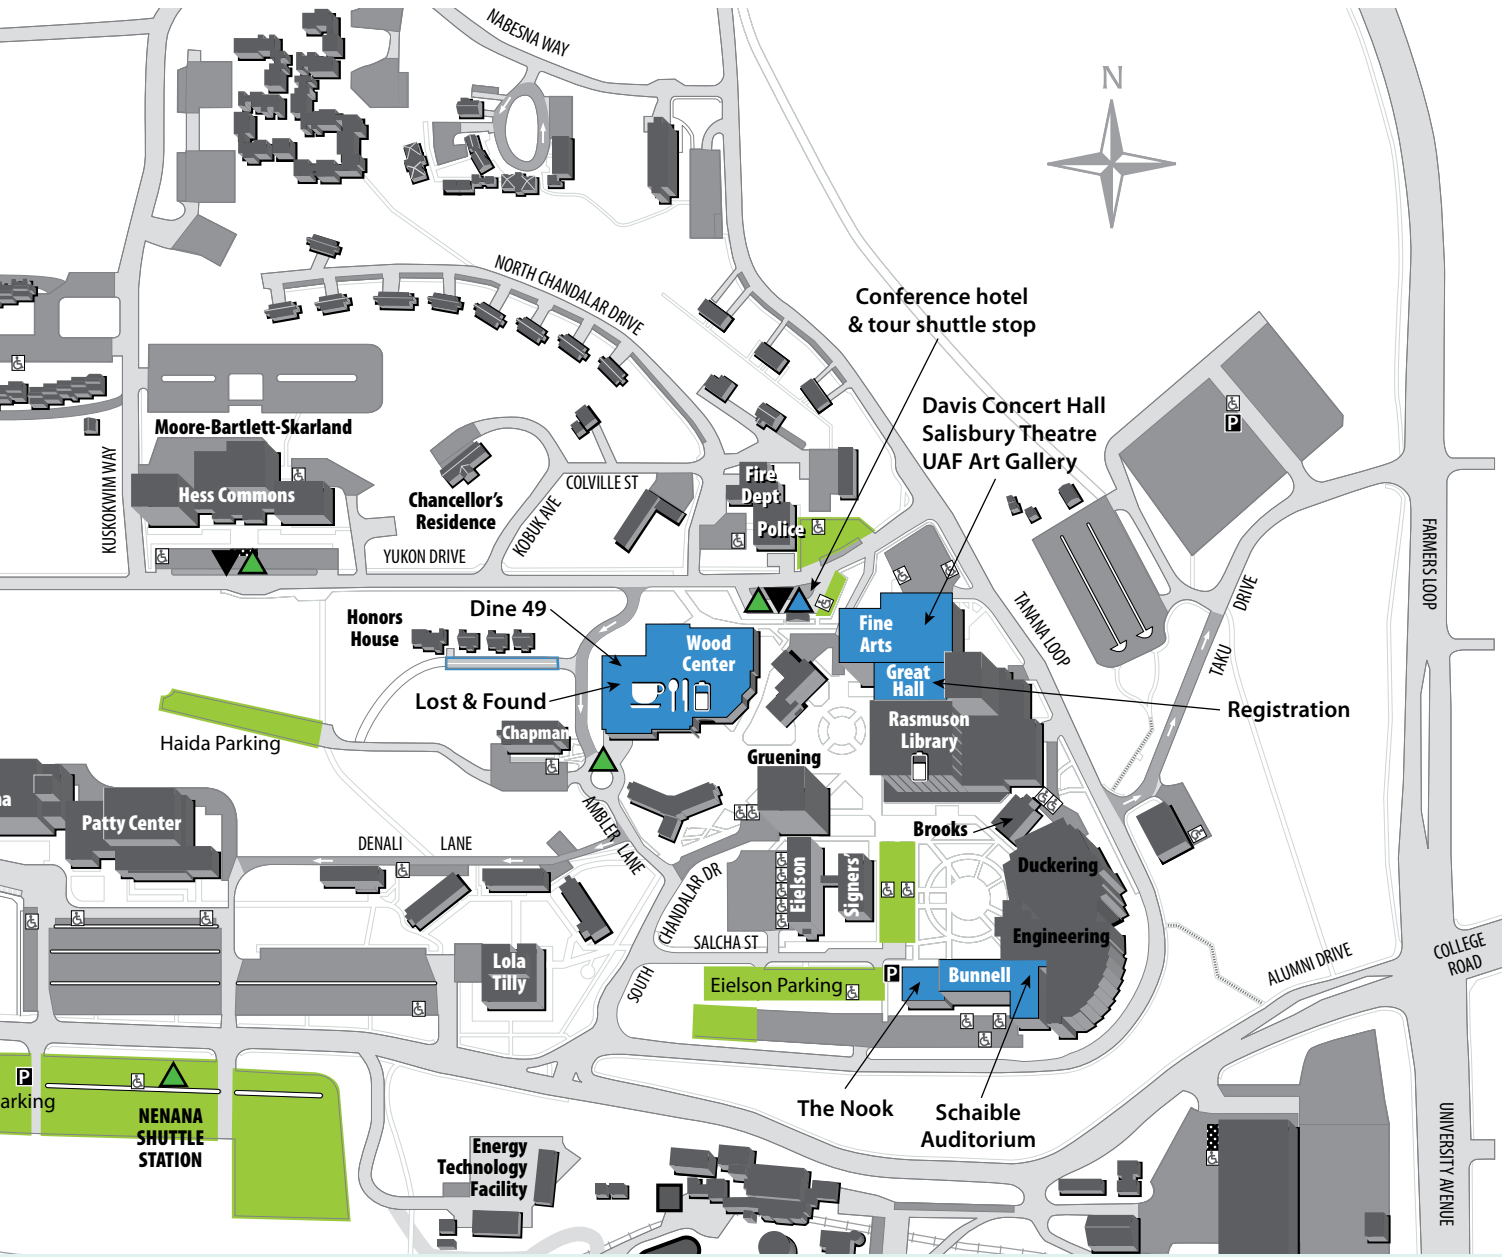 NABESNA WAY
N
NORTH CHANDALAR DRIVE
Conference hotel
& tour shuttle stop
Davis Concert Hall
Salisbury Theatre
UAF Art Gallery
P
Moore-Bartlett-Skarland
Hess Commons
KUSKOKWIM WAY
Chancellor's
Residence
COLVILLE ST
KOBUK AVE
YUKON DRIVE
Fire
Dept
Police
FARMERS LOOP
TANANA LOOP
TAKU
DRIVE
Honors
House
Dine 49
Wood
Center
Fine
Arts
Great
Hall
Lost & Found
Registration
Rasmuson
Library
Haida Parking
Chapman
Gruening
na
Patty Center
AMBLER
LANE
DENALI
LANE
Brooks
Duckering
Eielson
Signers'
CHANDALAR DR
SOUTH
SALCHA ST
Engineering
Lola
Tilly
Eielson Parking
P
Bunnell
ALUMNI DRIVE
COLLEGE
ROAD
P
arking
NENANA
SHUTTLE
STATION
The Nook
Schaible
Auditorium
Energy
Technology
Facility
UNIVERSITY AVENUE